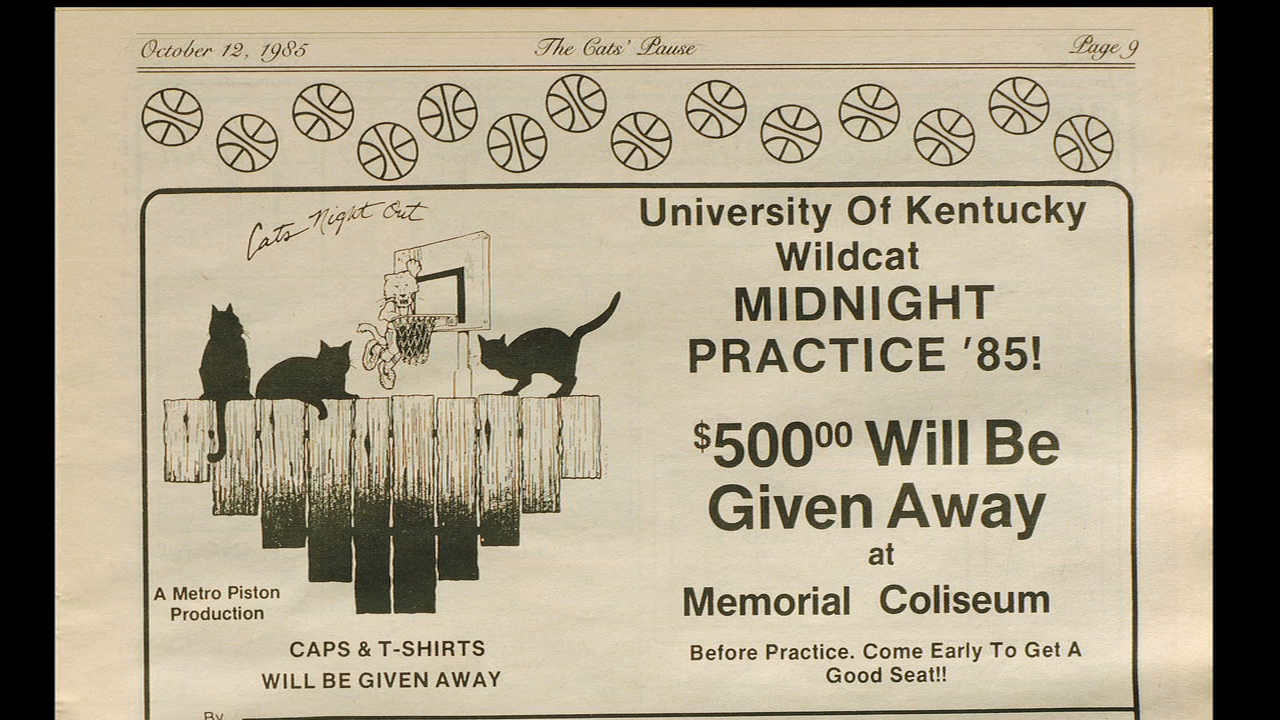 October 12, 1985 The Cats' Pause Page 9
Cats Night Out
University Of Kentucky
Wildcat
MIDNIGHT
PRACTICE '85!
$500⁰⁰ Will Be
Given Away
at
Memorial Coliseum
Before Practice. Come Early To Get A
Good Seat!!
A Metro Piston
Production
CAPS & T-SHIRTS
WILL BE GIVEN AWAY
By